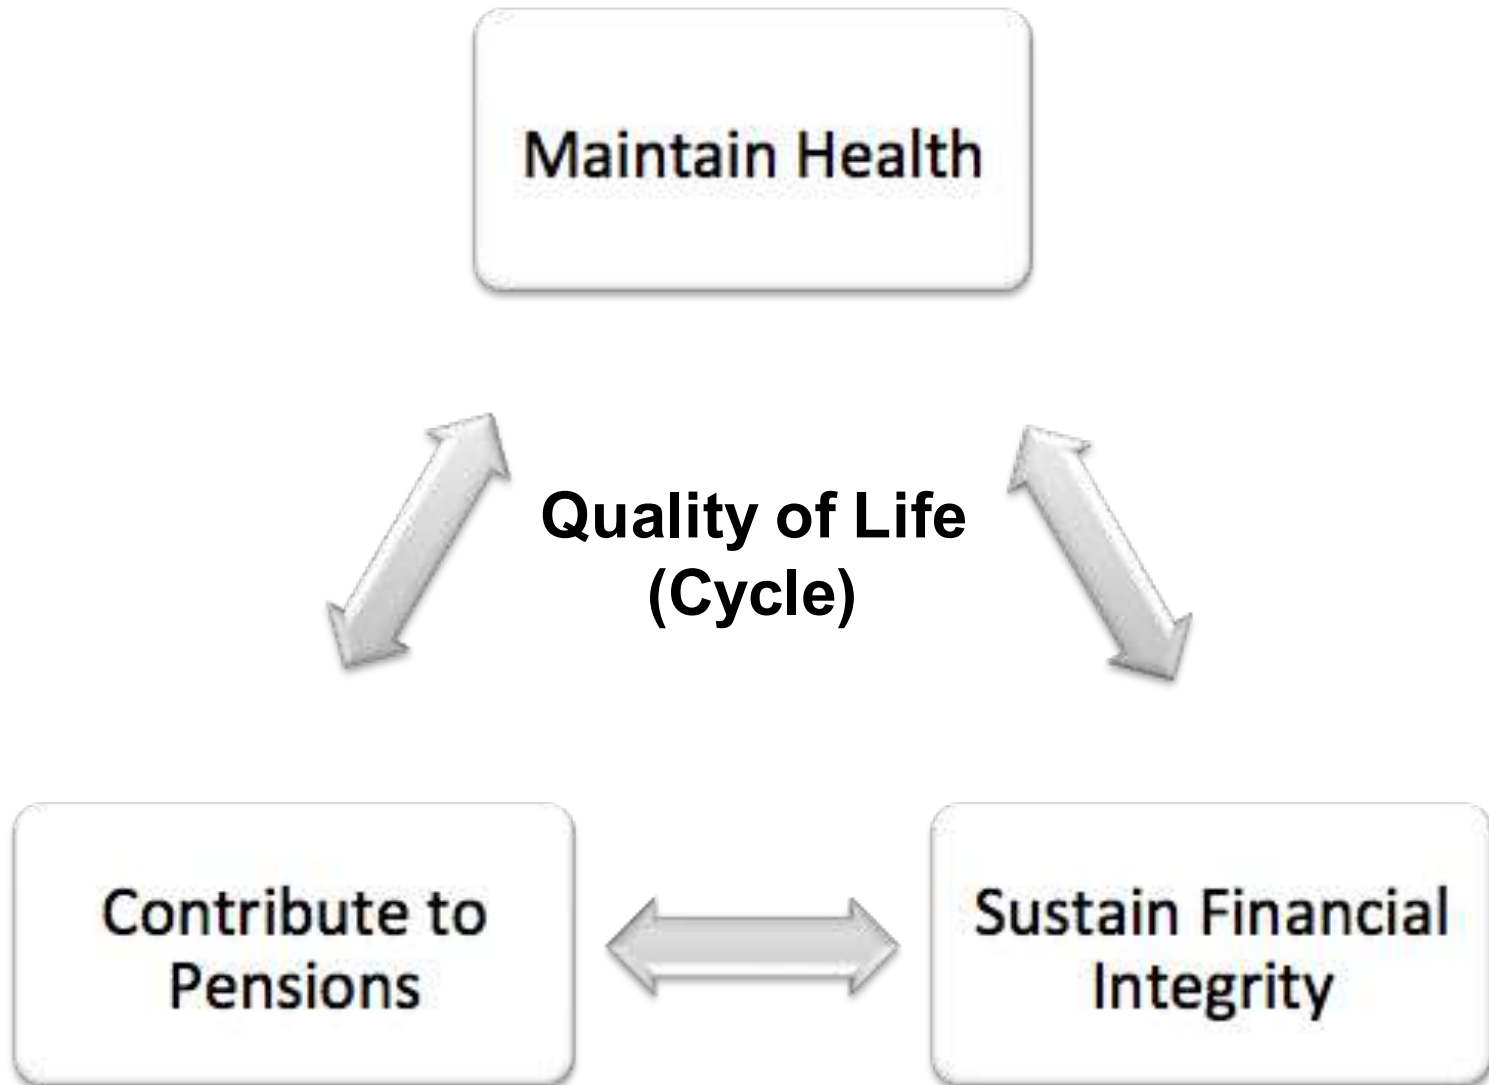 Maintain Health
Quality of Life
(Cycle)
Contribute to
Pensions
Sustain Financial
Integrity